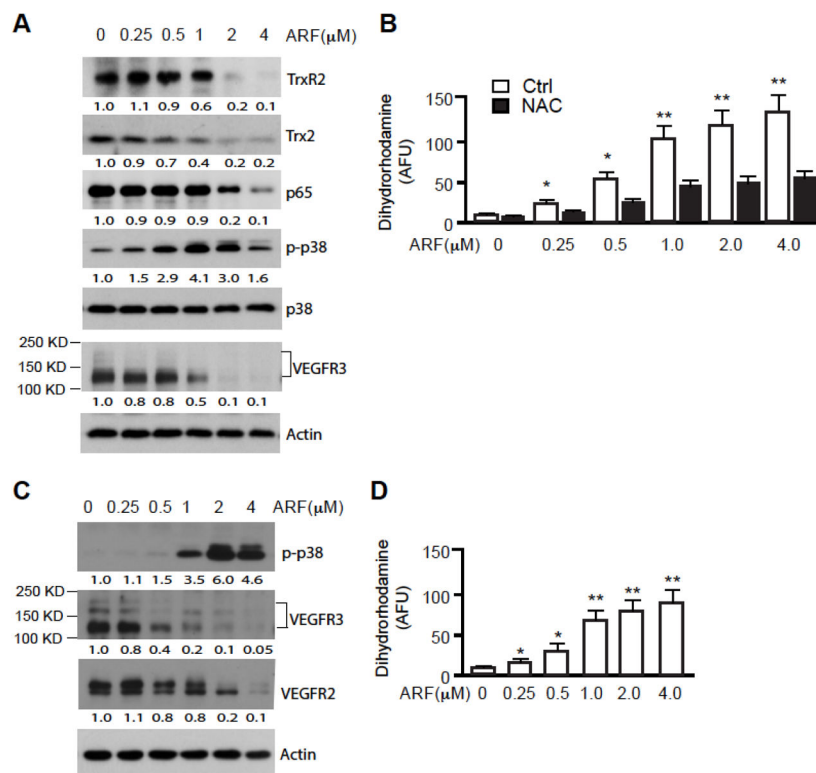 A
0 0.25 0.5 1 2 4 ARF(μM)
TrxR2
1.0 1.1 0.9 0.6 0.2 0.1
Trx2
1.0 0.9 0.7 0.4 0.2 0.2
p65
1.0 0.9 0.9 0.9 0.2 0.1
p-p38
1.0 1.5 2.9 4.1 3.0 1.6
p38
250 KD
150 KD
100 KD
VEGFR3
1.0 0.8 0.8 0.5 0.1 0.1
Actin
B
Ctrl
NAC
Dihydrorhodamine
(AFU)
150
100
50
0
* * ** ** **
ARF(μM) 0 0.25 0.5 1.0 2.0 4.0
C
0 0.25 0.5 1 2 4 ARF(μM)
p-p38
1.0 1.1 1.5 3.5 6.0 4.6
250 KD
150 KD
100 KD
VEGFR3
1.0 0.8 0.4 0.2 0.1 0.05
VEGFR2
1.0 1.1 0.8 0.8 0.2 0.1
Actin
D
Dihydrorhodamine
(AFU)
150
100
50
0
* * ** ** **
ARF(μM) 0 0.25 0.5 1.0 2.0 4.0